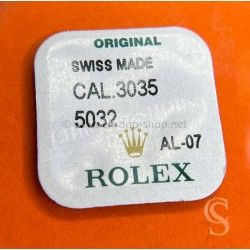 ORIGINAL
SWISS MADE
CAL.3035
5032
AL-07
ROLEX
S